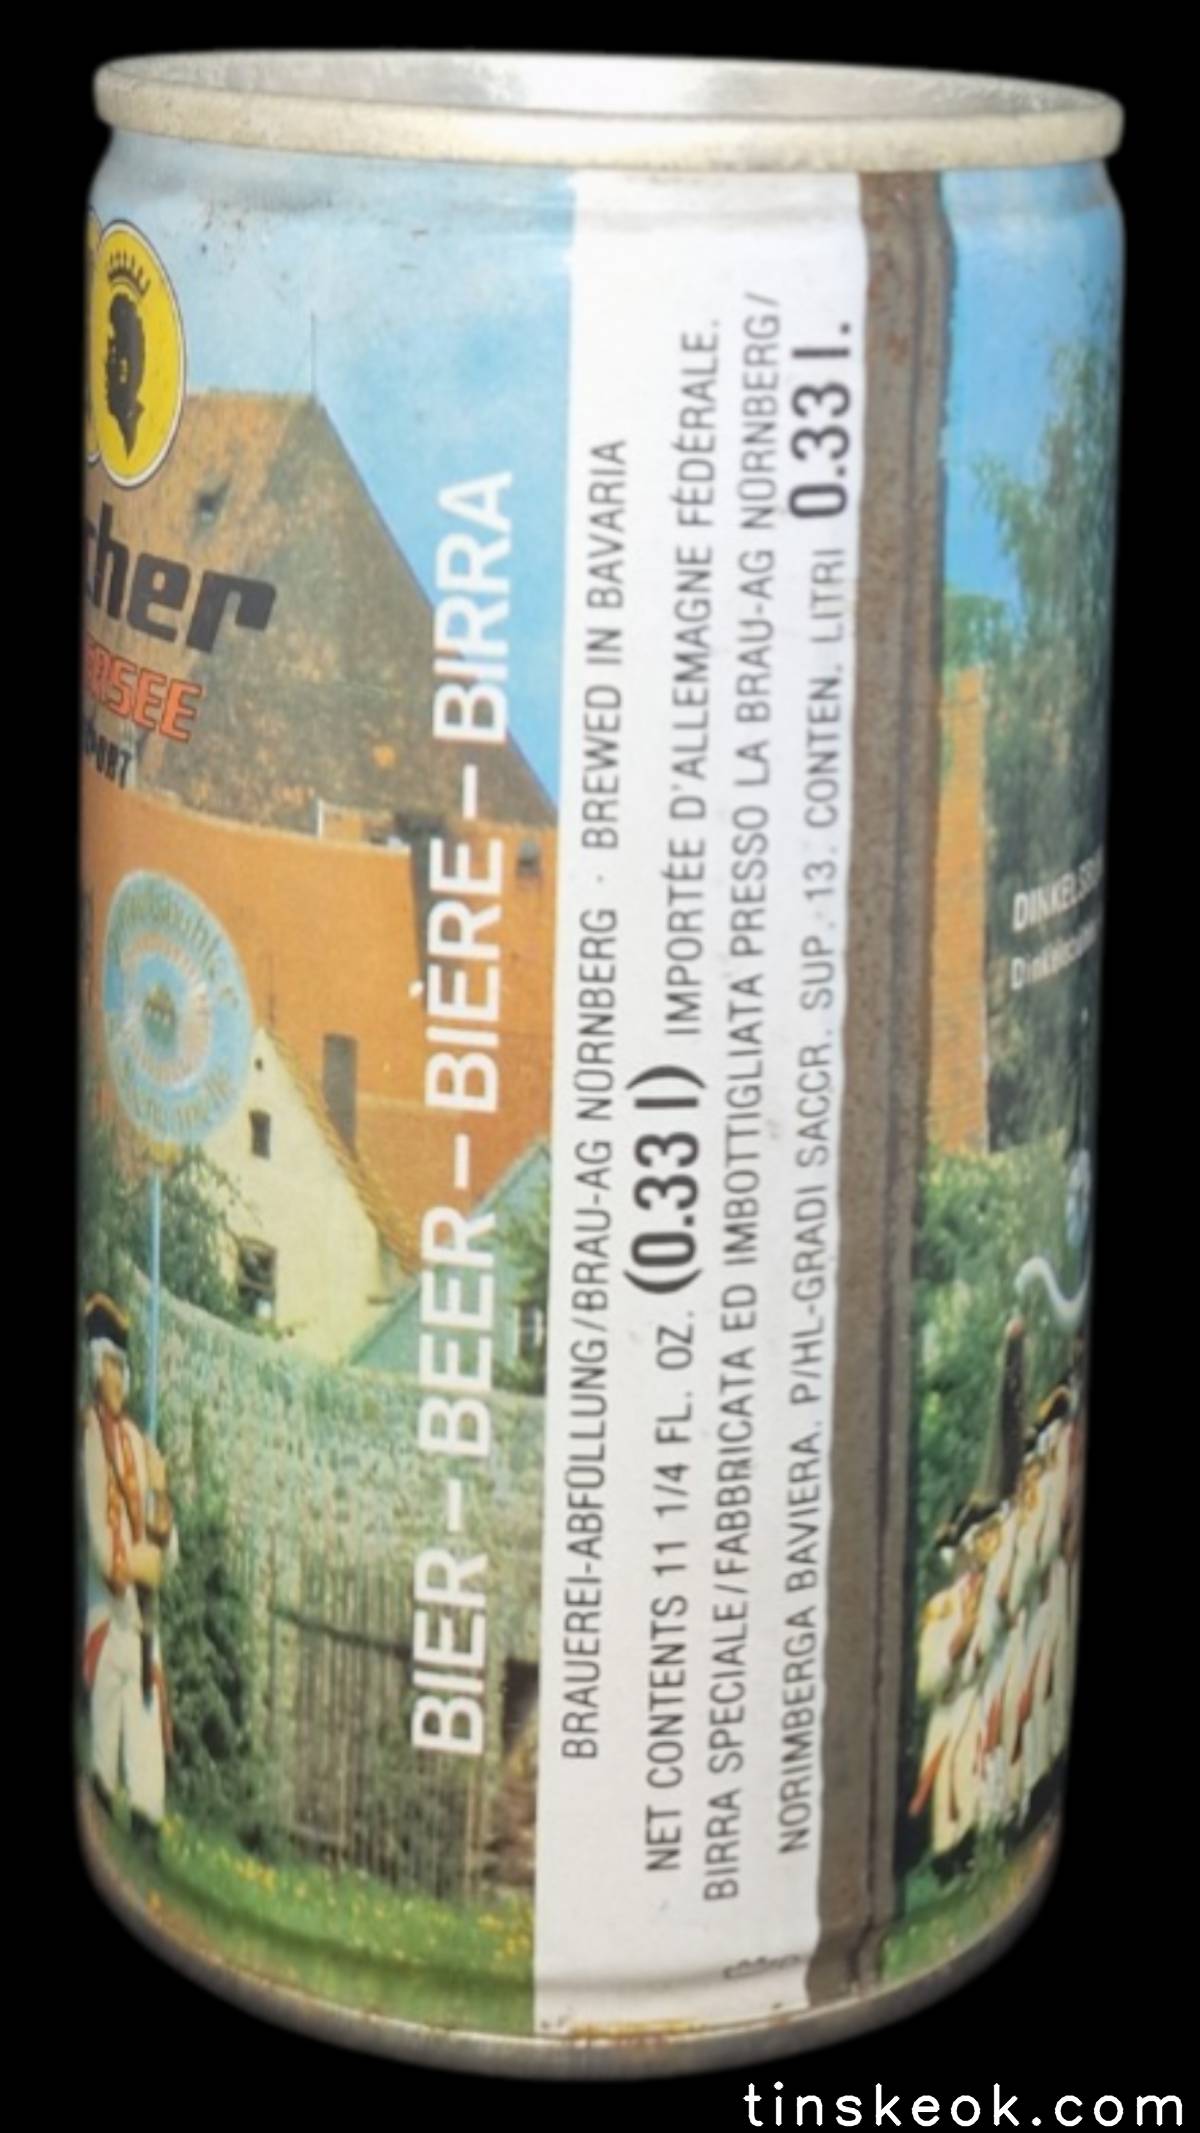 cher
SEE
PORT
BIER – BEER – BIÈRE – BIRRA
BRAUEREI-ABFÜLLUNG/BRAU-AG NÜRNBERG · BREWED IN BAVARIA
NET CONTENTS 11 1/4 FL. OZ. (0.33 l) IMPORTÉE D'ALLEMAGNE FÉDÉRALE.
BIRRA SPECIALE/FABBRICATA ED IMBOTTIGLIATA PRESSO LA BRAU-AG NÜRNBERG/
NORIMBERGA BAVIERA. P/HL-GRADI SACCR. SUP. 13. CONTEN. LITRI 0.33 l.
tinskeok.com